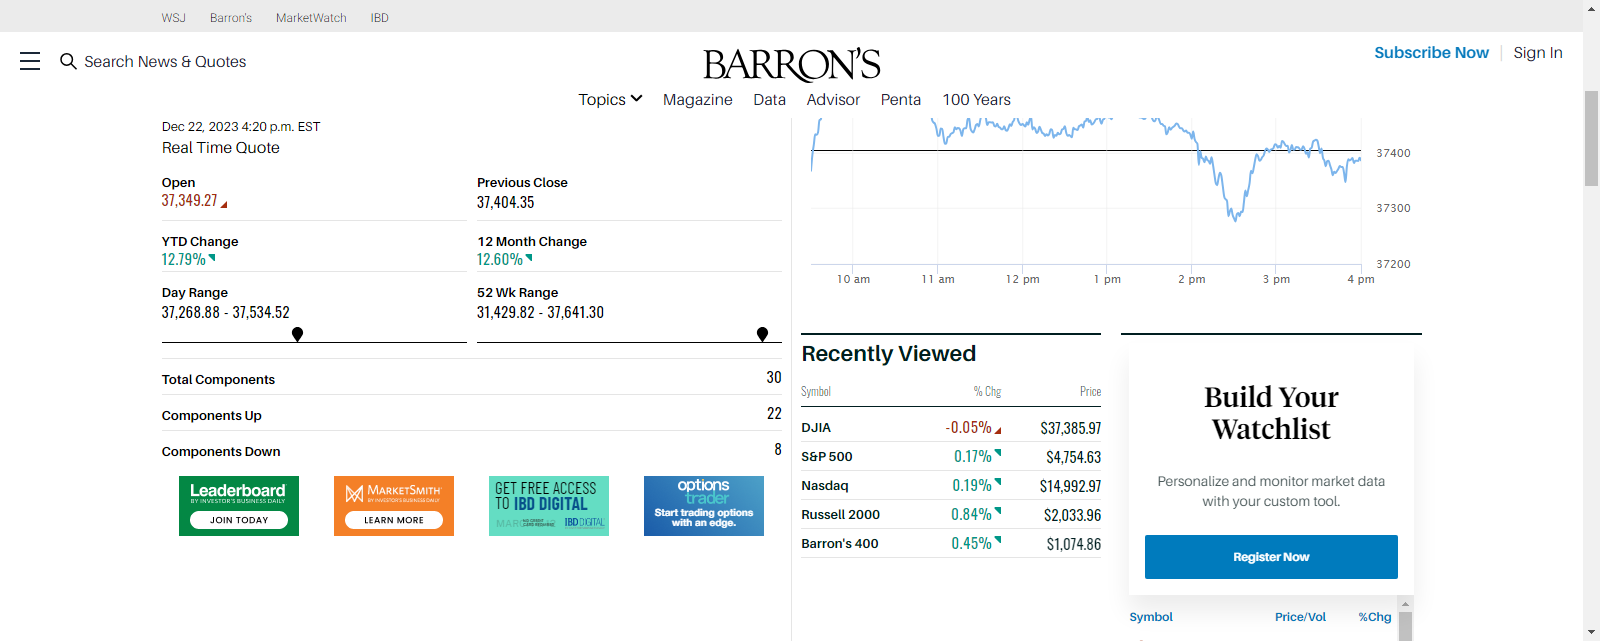 WSJ Barron's MarketWatch IBD
Search News & Quotes
BARRON'S
Subscribe Now Sign In
Topics Magazine Data Advisor Penta 100 Years
Dec 22, 2023 4:20 p.m. EST
Real Time Quote
Open
37,349.27
Previous Close
37,404.35
YTD Change
12.79%
12 Month Change
12.60%
Day Range
37,268.88 - 37,534.52
52 Wk Range
31,429.82 - 37,641.30
Total Components 30
Components Up 22
Components Down 8
Leaderboard
BY INVESTOR'S BUSINESS DAILY
JOIN TODAY
MARKETSMITH
BY INVESTOR'S BUSINESS DAILY
LEARN MORE
GET FREE ACCESS
TO IBD DIGITAL
IBD DIGITAL
options
trader
Start trading options
with an edge.
37400
37300
37200
10 am 11 am 12 pm 1 pm 2 pm 3 pm 4 pm
Recently Viewed
Symbol % Chg Price
DJIA -0.05% $37,385.97
S&P 500 0.17% $4,754.63
Nasdaq 0.19% $14,992.97
Russell 2000 0.84% $2,033.96
Barron's 400 0.45% $1,074.86
Build Your
Watchlist
Personalize and monitor market data
with your custom tool.
Register Now
Symbol Price/Vol %Chg